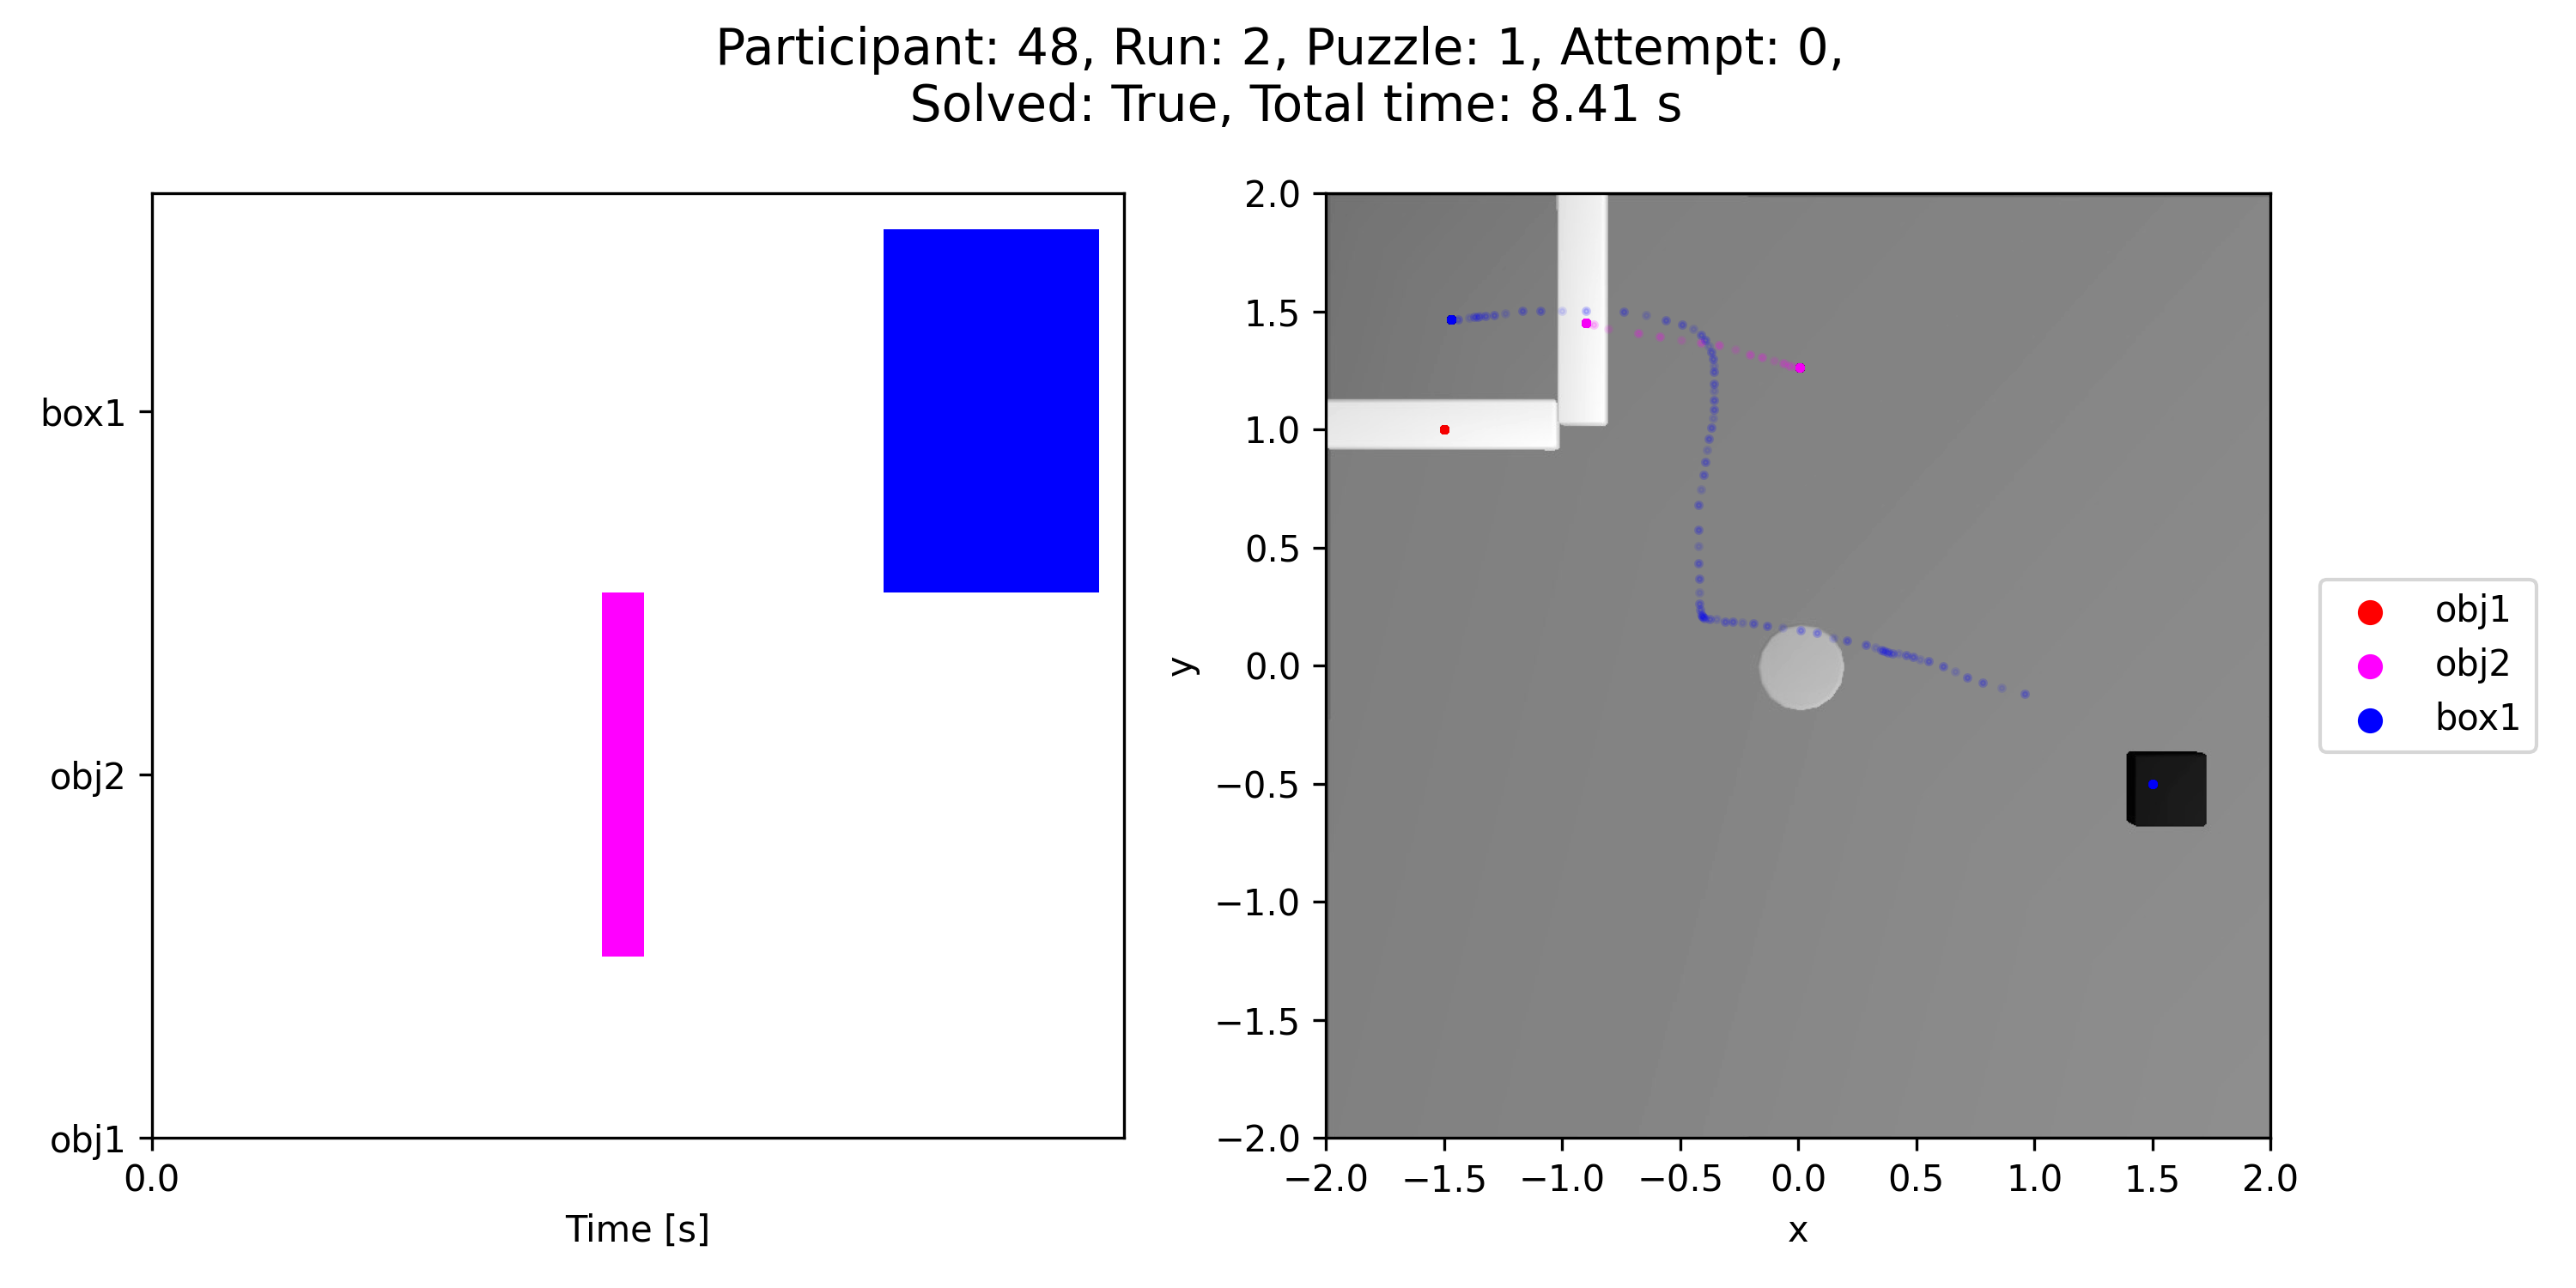 Participant: 48, Run: 2, Puzzle: 1, Attempt: 0,
Solved: True, Total time: 8.41 s
box1
obj2
obj1
0.0
Time [s]
2.0
1.5
1.0
0.5
0.0
−0.5
−1.0
−1.5
−2.0
y
−2.0 −1.5 −1.0 −0.5 0.0 0.5 1.0 1.5 2.0
x
obj1
obj2
box1